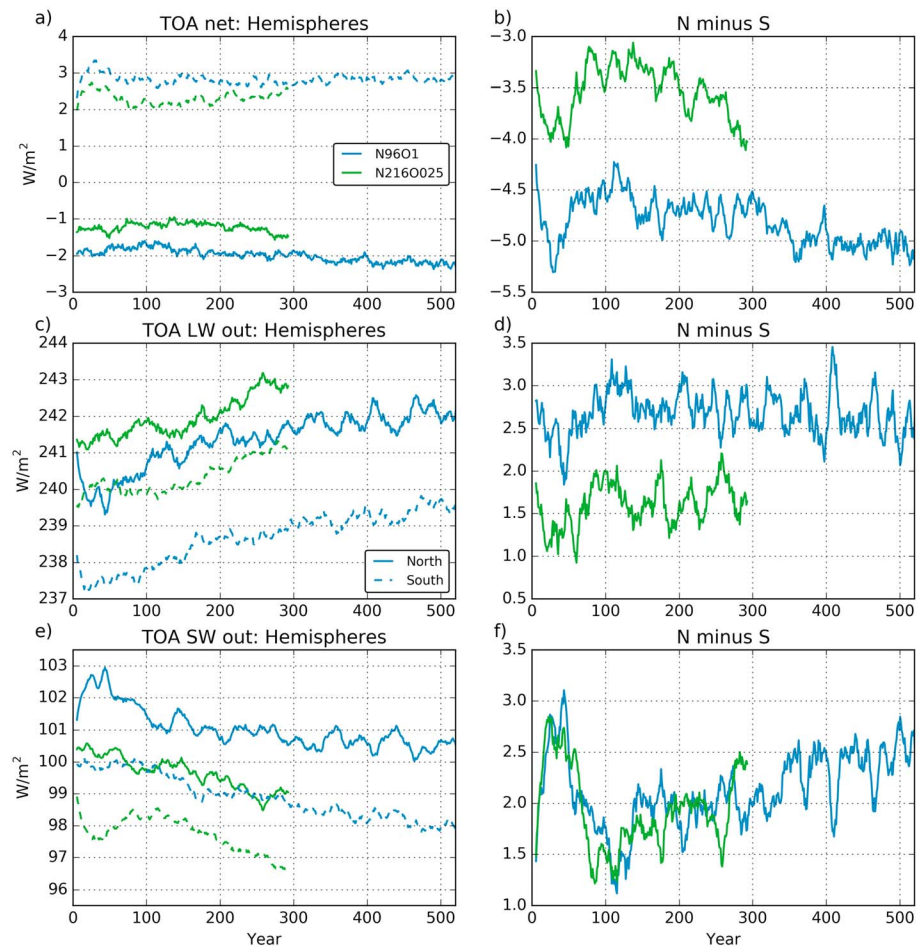 a) TOA net: Hemispheres
4
3
2
1
0
−1
−2
−3
W/m²
N96O1
N216O025
0 100 200 300 400 500
b) N minus S
−3.0
−3.5
−4.0
−4.5
−5.0
−5.5
0 100 200 300 400 500
c) TOA LW out: Hemispheres
244
243
242
241
240
239
238
237
W/m²
North
South
0 100 200 300 400 500
d) N minus S
3.5
3.0
2.5
2.0
1.5
1.0
0.5
0 100 200 300 400 500
e) TOA SW out: Hemispheres
103
102
101
100
99
98
97
96
W/m²
0 100 200 300 400 500
Year
f) N minus S
3.5
3.0
2.5
2.0
1.5
1.0
0 100 200 300 400 500
Year